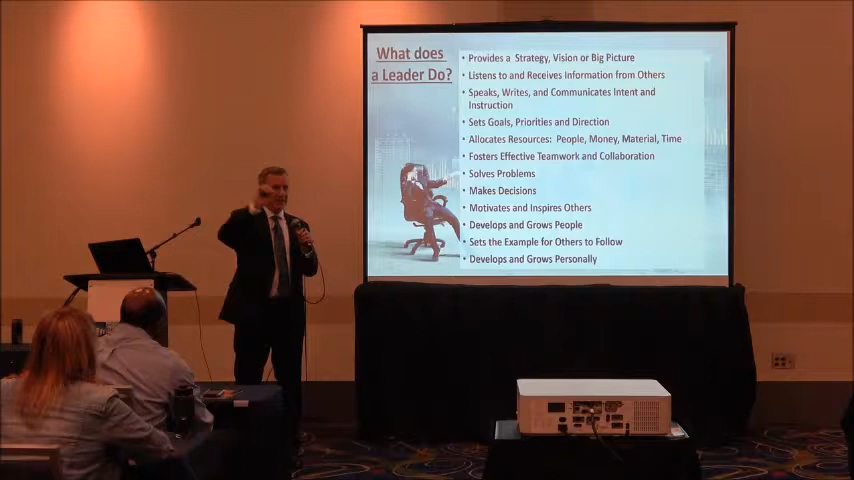 What does
a Leader Do?
• Provides a Strategy, Vision or Big Picture
• Listens to and Receives Information from Others
• Speaks, Writes, and Communicates Intent and
Instruction
• Sets Goals, Priorities and Direction
• Allocates Resources: People, Money, Material, Time
• Fosters Effective Teamwork and Collaboration
• Solves Problems
• Makes Decisions
• Motivates and Inspires Others
• Develops and Grows People
• Sets the Example for Others to Follow
• Develops and Grows Personally